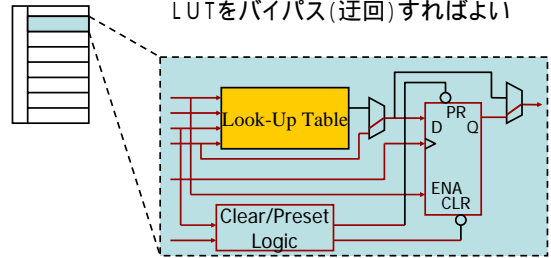 LUTをバイパス(迂回)すればよい
Look-Up Table
PR
D Q
ENA
CLR
Clear/Preset
Logic